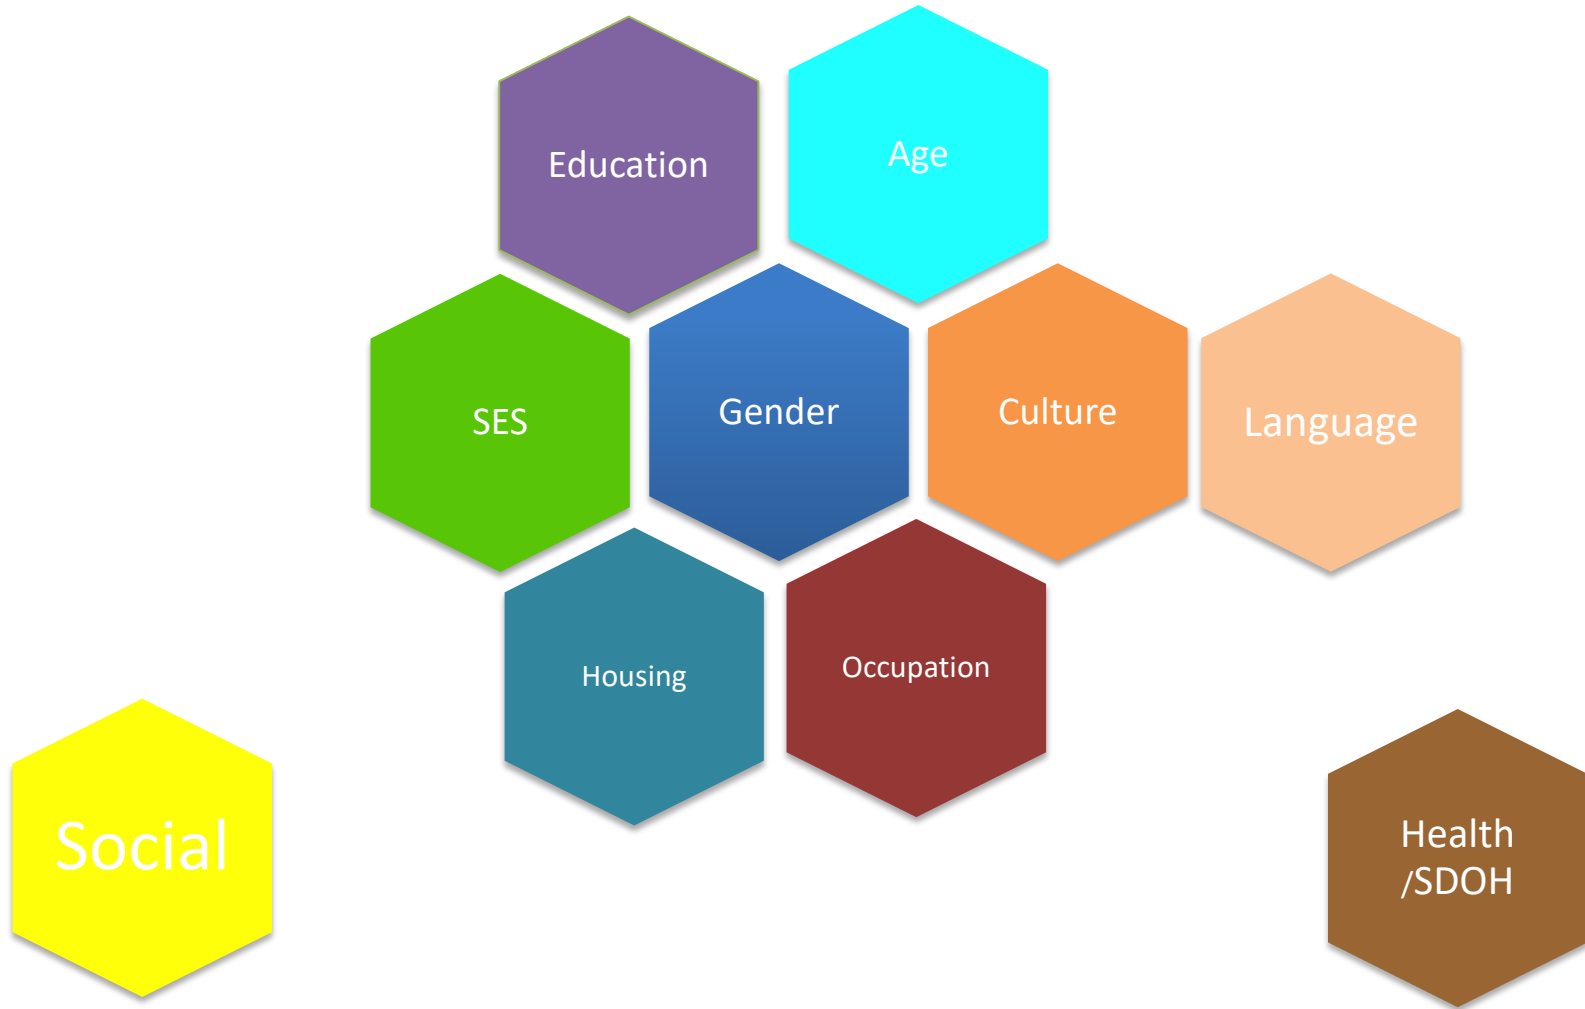 Education
Age
SES
Gender
Culture
Language
Housing
Occupation
Social
Health
/SDOH